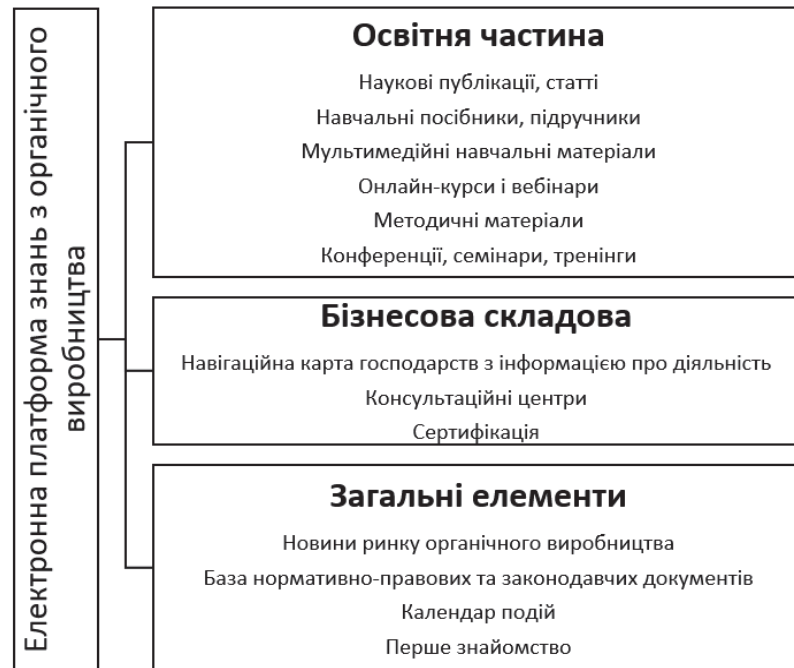 Електронна платформа знань з органічного
виробництва
Освітня частина
Наукові публікації, статті
Навчальні посібники, підручники
Мультимедійні навчальні матеріали
Онлайн-курси і вебінари
Методичні матеріали
Конференції, семінари, тренінги
Бізнесова складова
Навігаційна карта господарств з інформацією про діяльність
Консультаційні центри
Сертифікація
Загальні елементи
Новини ринку органічного виробництва
База нормативно-правових та законодавчих документів
Календар подій
Перше знайомство